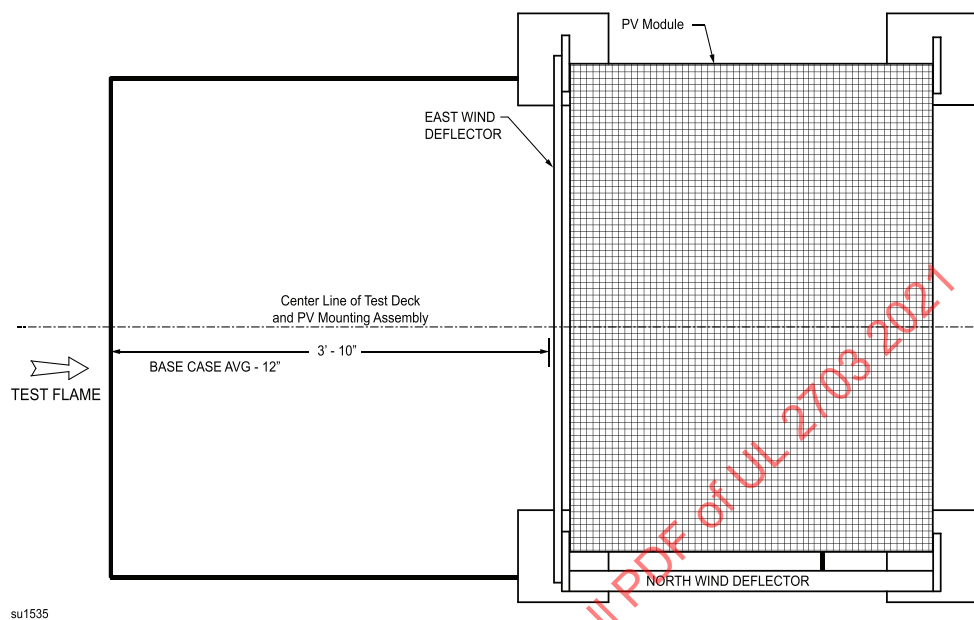 PV Module
EAST WIND
DEFLECTOR
Center Line of Test Deck
and PV Mounting Assembly
3' - 10"
BASE CASE AVG - 12"
TEST FLAME
NORTH WIND DEFLECTOR
su1535
ll PDF of UL 2703 2021